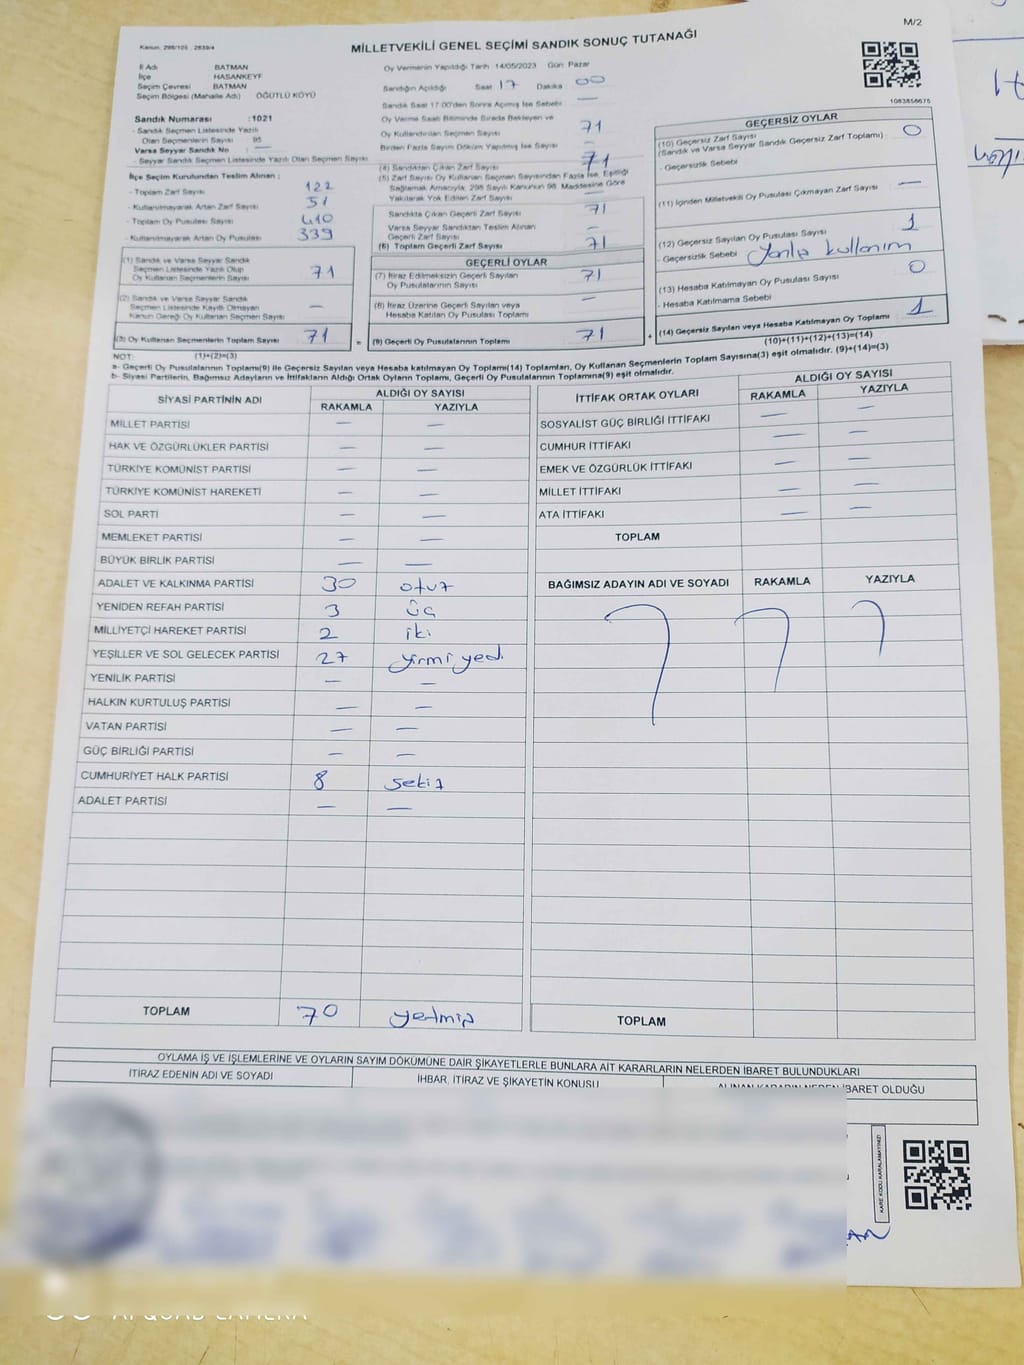 M/2
Kanun: 298/105 : 2839/4
MİLLETVEKİLİ GENEL SEÇİMİ SANDIK SONUÇ TUTANAĞI
1083856675
İl Adı BATMAN
İlçe HASANKEYF
Seçim Çevresi BATMAN
Seçim Bölgesi (Mahalle Adı) ÖĞÜTLÜ KÖYÜ
Sandık Numarası : 1021
- Sandık Seçmen Listesinde Yazılı
Olan Seçmenlerin Sayısı 95
Varsa Seyyar Sandık No : —
- Seyyar Sandık Seçmen Listesinde Yazılı Olan Seçmen Sayısı
İlçe Seçim Kurulundan Teslim Alınan ;
- Toplam Zarf Sayısı 122
- Kullanılmayarak Artan Zarf Sayısı 51
- Toplam Oy Pusulası Sayısı 410
- Kullanılmayarak Artan Oy Pusulası 339
(1) Sandık ve Varsa Seyyar Sandık
Seçmen Listesinde Yazılı Olup
Oy Kullanan Seçmenlerin Sayısı 71
(2) Sandık ve Varsa Seyyar Sandık
Seçmen Listesinde Kayıtlı Olmayan
Kanun Gereği Oy Kullanan Seçmen Sayısı —
(3) Oy Kullanan Seçmenlerin Toplam Sayısı 71
Oy Vermenin Yapıldığı Tarih :14/05/2023 Gün: Pazar
Sandığın Açıldığı Saat 17 Dakika 00
Sandık Saat 17:00'den Sonra Açılmış İse Sebebi —
Oy Verme Saati Bitiminde Sırada Bekleyen ve
Oy Kullandırılan Seçmen Sayısı 71
Birden Fazla Sayım Döküm Yapılmış İse Sayısı —
(4) Sandıktan Çıkan Zarf Sayısı 71
(5) Zarf Sayısı Oy Kullanan Seçmen Sayısından Fazla İse, Eşitliği
Sağlamak Amacıyla, 298 Sayılı Kanunun 98. Maddesine Göre
Yakılarak Yok Edilen Zarf Sayısı —
Sandıkta Çıkan Geçerli Zarf Sayısı 71
Varsa Seyyar Sandıktan Teslim Alınan
Geçerli Zarf Sayısı —
(6) Toplam Geçerli Zarf Sayısı 71
GEÇERLİ OYLAR
(7) İtiraz Edilmeksizin Geçerli Sayılan
Oy Pusulalarının Sayısı 71
(8) İtiraz Üzerine Geçerli Sayılan veya
Hesaba Katılan Oy Pusulası Toplamı —
= (9) Geçerli Oy Pusulalarının Toplamı 71 +
GEÇERSİZ OYLAR
(10) Geçersiz Zarf Sayısı 0
(Sandık ve Varsa Seyyar Sandık Geçersiz Zarf Toplamı)
- Geçersizlik Sebebi
(11) İçinden Milletvekili Oy Pusulası Çıkmayan Zarf Sayısı —
(12) Geçersiz Sayılan Oy Pusulası Sayısı 1
- Geçersizlik Sebebi Yanlış kullanım
(13) Hesaba Katılmayan Oy Pusulası Sayısı 0
- Hesaba Katılmama Sebebi
(14) Geçersiz Sayılan veya Hesaba Katılmayan Oy Toplamı 1
NOT: (1)+(2)=(3) (10)+(11)+(12)+(13)=(14)
a- Geçerli Oy Pusulalarının Toplamı(9) ile Geçersiz Sayılan veya Hesaba katılmayan Oy Toplamı(14) Toplamları, Oy Kullanan Seçmenlerin Toplam Sayısına(3) eşit olmalıdır. (9)+(14)=(3)
b- Siyasi Partilerin, Bağımsız Adayların ve İttifakların Aldığı Ortak Oyların Toplamı, Geçerli Oy Pusulalarının Toplamına(9) eşit olmalıdır.
SİYASİ PARTİNİN ADI ALDIĞI OY SAYISI
RAKAMLA YAZIYLA
MİLLET PARTİSİ — —
HAK VE ÖZGÜRLÜKLER PARTİSİ — —
TÜRKİYE KOMÜNİST PARTİSİ — —
TÜRKİYE KOMÜNİST HAREKETİ — —
SOL PARTİ — —
MEMLEKET PARTİSİ — —
BÜYÜK BİRLİK PARTİSİ — —
ADALET VE KALKINMA PARTİSİ 30 otuz
YENİDEN REFAH PARTİSİ 3 üç
MİLLİYETÇİ HAREKET PARTİSİ 2 iki
YEŞİLLER VE SOL GELECEK PARTİSİ 27 yirmi yedi
YENİLİK PARTİSİ — —
HALKIN KURTULUŞ PARTİSİ — —
VATAN PARTİSİ — —
GÜÇ BİRLİĞİ PARTİSİ — —
CUMHURİYET HALK PARTİSİ 8 sekiz
ADALET PARTİSİ — —
TOPLAM 70 yetmiş
İTTİFAK ORTAK OYLARI ALDIĞI OY SAYISI
RAKAMLA YAZIYLA
SOSYALİST GÜÇ BİRLİĞİ İTTİFAKI — —
CUMHUR İTTİFAKI — —
EMEK VE ÖZGÜRLÜK İTTİFAKI — —
MİLLET İTTİFAKI — —
ATA İTTİFAKI — —
TOPLAM
BAĞIMSIZ ADAYIN ADI VE SOYADI RAKAMLA YAZIYLA
TOPLAM
OYLAMA İŞ VE İŞLEMLERİNE VE OYLARIN SAYIM DÖKÜMÜNE DAİR ŞİKAYETLERLE BUNLARA AİT KARARLARIN NELERDEN İBARET BULUNDUKLARI
İTİRAZ EDENİN ADI VE SOYADI İHBAR, İTİRAZ VE ŞİKAYETİN KONUSU ALINAN KARARIN NEDEN İBARET OLDUĞU
KARE KODU KARALAMAYINIZ!